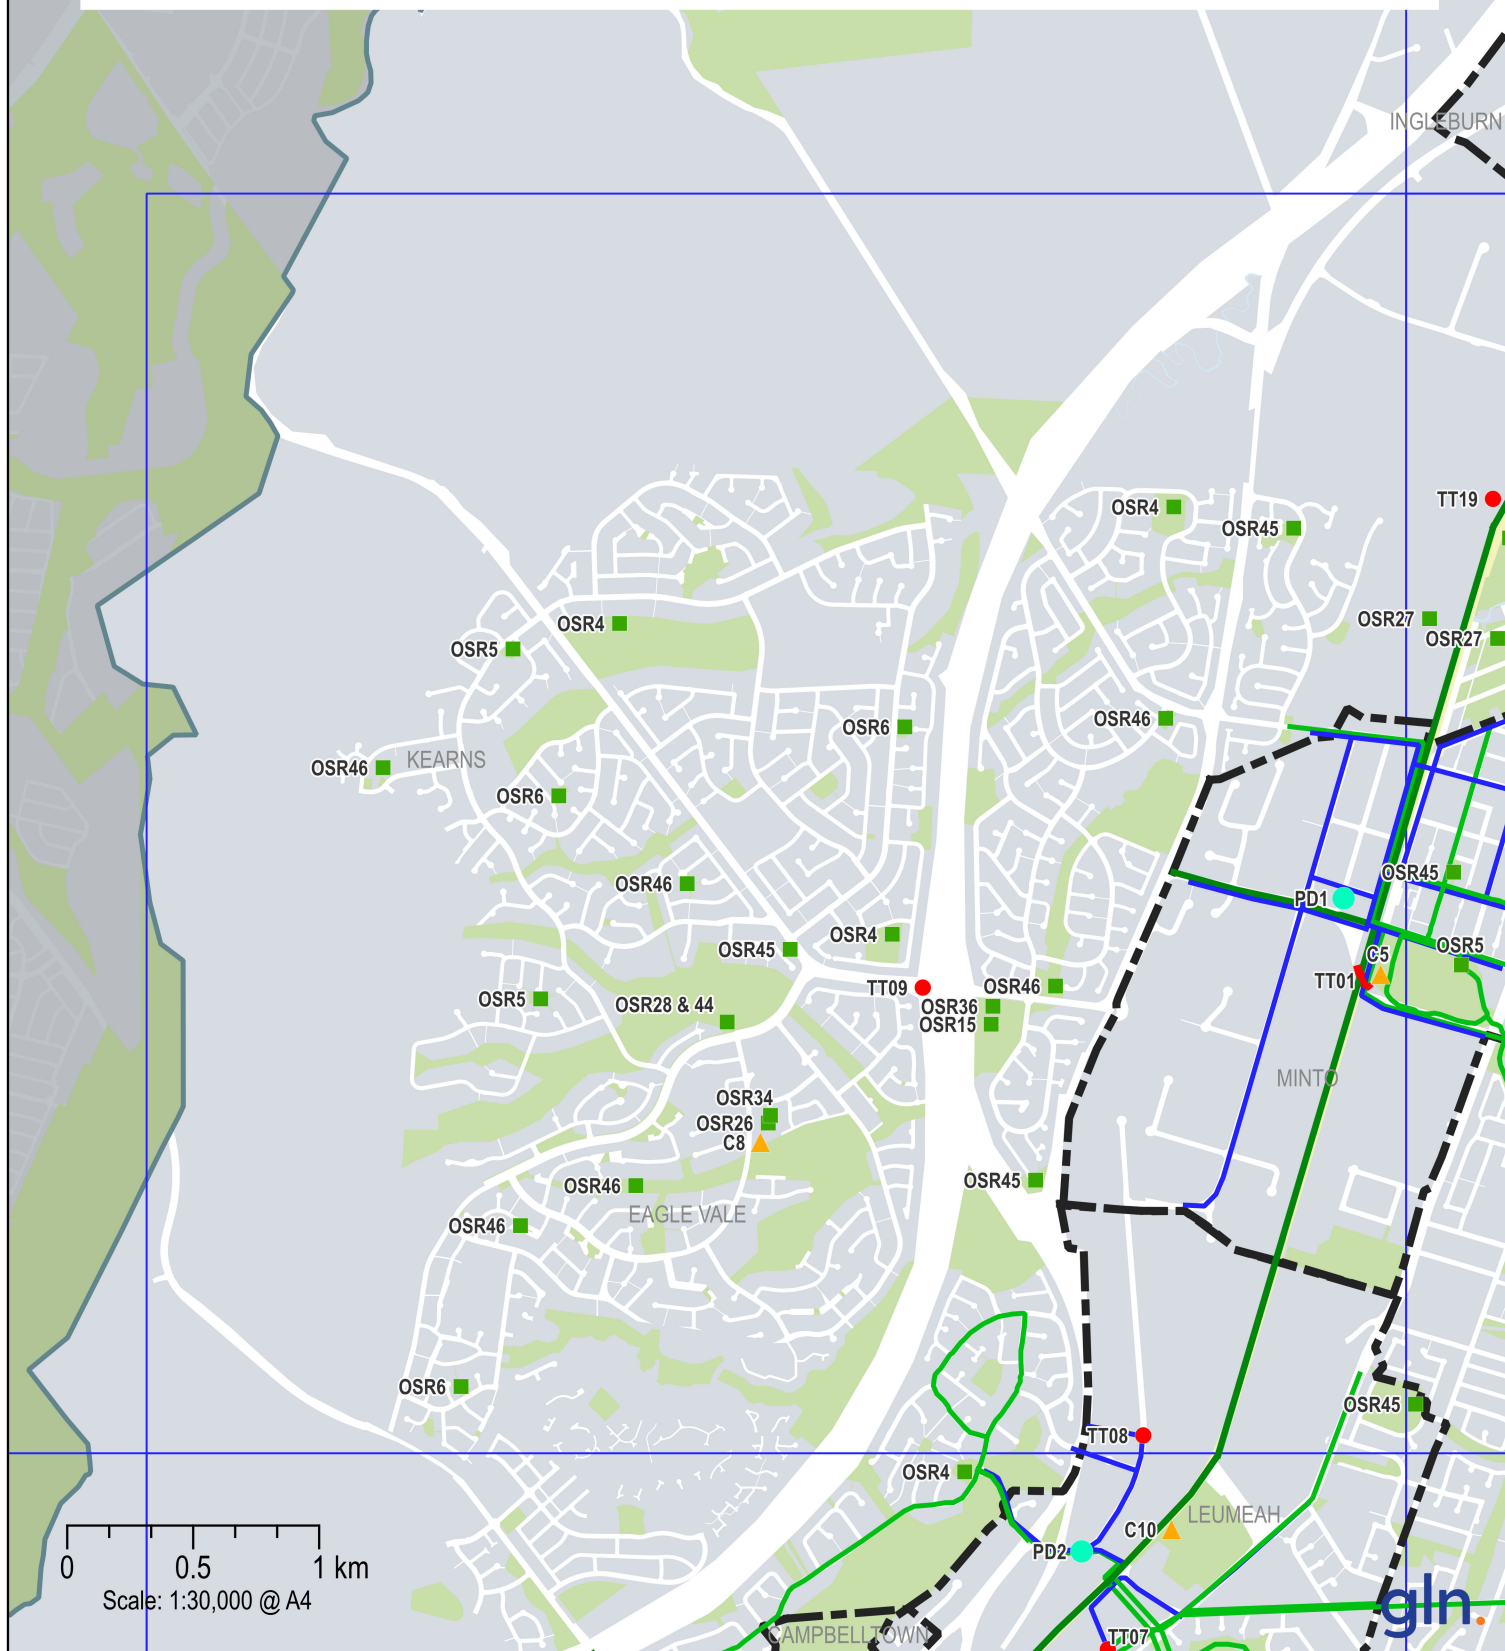 INGLEBURN
OSR4
TT19
OSR45
OSR27
OSR4
OSR27
OSR5
OSR46
OSR6
KEARNS
OSR46
OSR6
OSR45
OSR46
PD1
OSR4
OSR5
OSR45
C5
TT01
OSR46
TT09
OSR5
OSR28 & 44
OSR36
OSR15
MINTO
OSR34
OSR26
C8
OSR45
OSR46
EAGLE VALE
OSR46
OSR6
OSR45
TT08
OSR4
LEUMEAH
C10
PD2
0 0.5 1 km
Scale: 1:30,000 @ A4
gln.
CAMPBELLTOWN
TT07